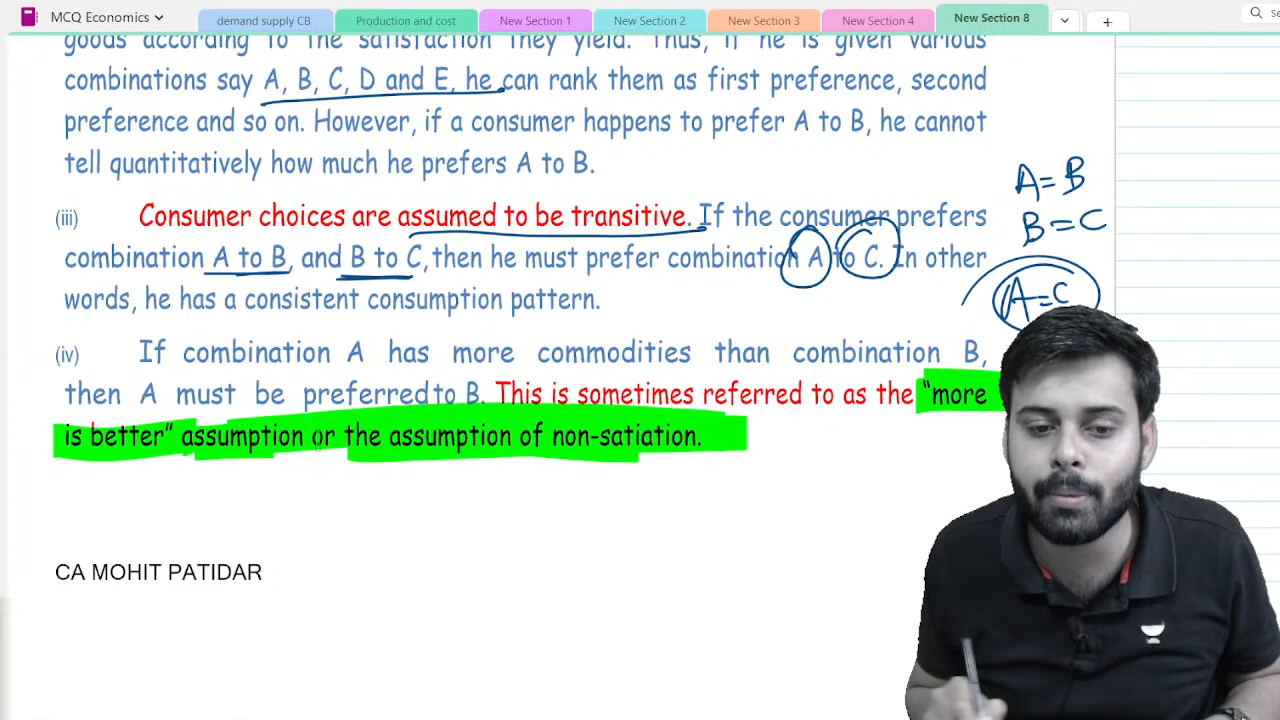 MCQ Economics
demand supply CB
Production and cost
New Section 1
New Section 2
New Section 3
New Section 4
New Section 8
goods according to the satisfaction they yield. Thus, if he is given various
combinations say A, B, C, D and E, he can rank them as first preference, second
preference and so on. However, if a consumer happens to prefer A to B, he cannot
tell quantitatively how much he prefers A to B.
(iii) Consumer choices are assumed to be transitive. If the consumer prefers
combination A to B, and B to C, then he must prefer combination A to C. In other
words, he has a consistent consumption pattern.
A = B
B = C
A = C
(iv) If combination A has more commodities than combination B,
then A must be preferred to B. This is sometimes referred to as the “more
is better” assumption or the assumption of non-satiation.
CA MOHIT PATIDAR